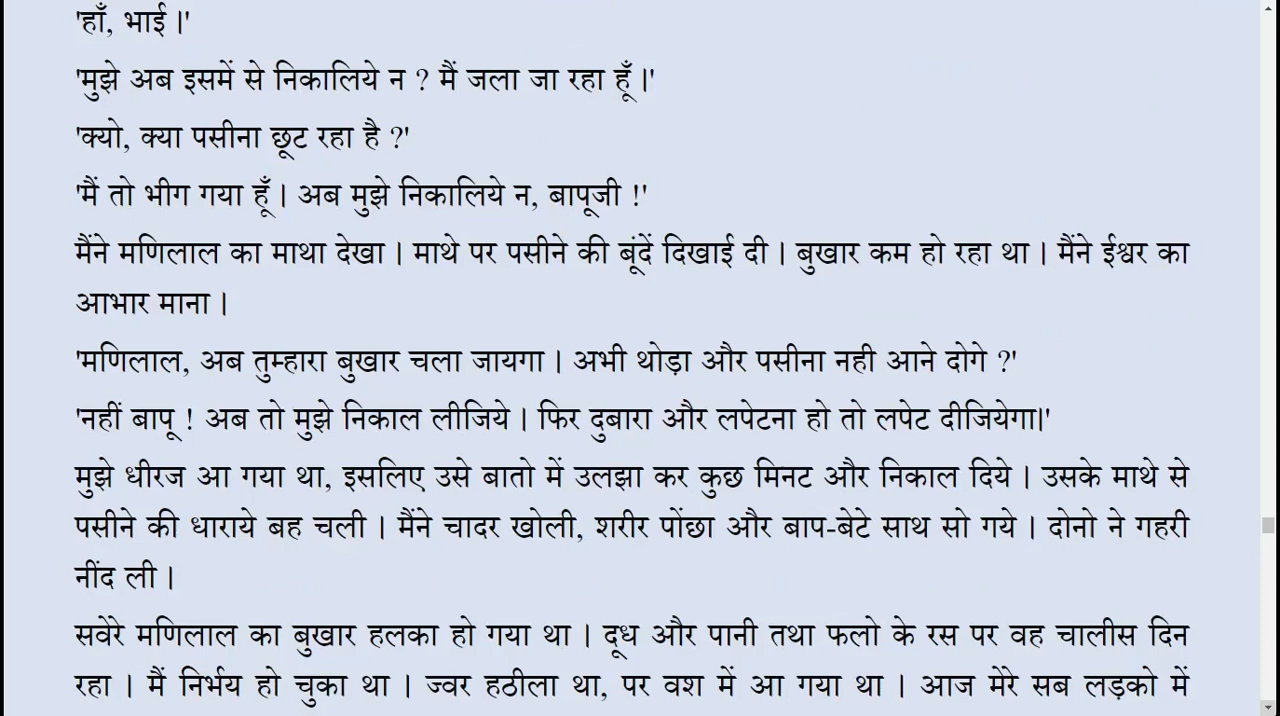 'हाँ, भाई ।'
'मुझे अब इसमें से निकालिये न ? मैं जला जा रहा हूँ ।'
'क्यो, क्या पसीना छूट रहा है ?'
'मैं तो भीग गया हूँ । अब मुझे निकालिये न, बापूजी !'
मैंने मणिलाल का माथा देखा । माथे पर पसीने की बूंदें दिखाई दी । बुखार कम हो रहा था । मैंने ईश्वर का
आभार माना ।
'मणिलाल, अब तुम्हारा बुखार चला जायगा । अभी थोड़ा और पसीना नही आने दोगे ?'
'नहीं बापू ! अब तो मुझे निकाल लीजिये । फिर दुबारा और लपेटना हो तो लपेट दीजियेगा।'
मुझे धीरज आ गया था, इसलिए उसे बातो में उलझा कर कुछ मिनट और निकाल दिये । उसके माथे से
पसीने की धाराये बह चली । मैंने चादर खोली, शरीर पोंछा और बाप-बेटे साथ सो गये । दोनो ने गहरी
नींद ली ।
सवेरे मणिलाल का बुखार हलका हो गया था । दूध और पानी तथा फलो के रस पर वह चालीस दिन
रहा । मैं निर्भय हो चुका था । ज्वर हठीला था, पर वश में आ गया था । आज मेरे सब लड़को में